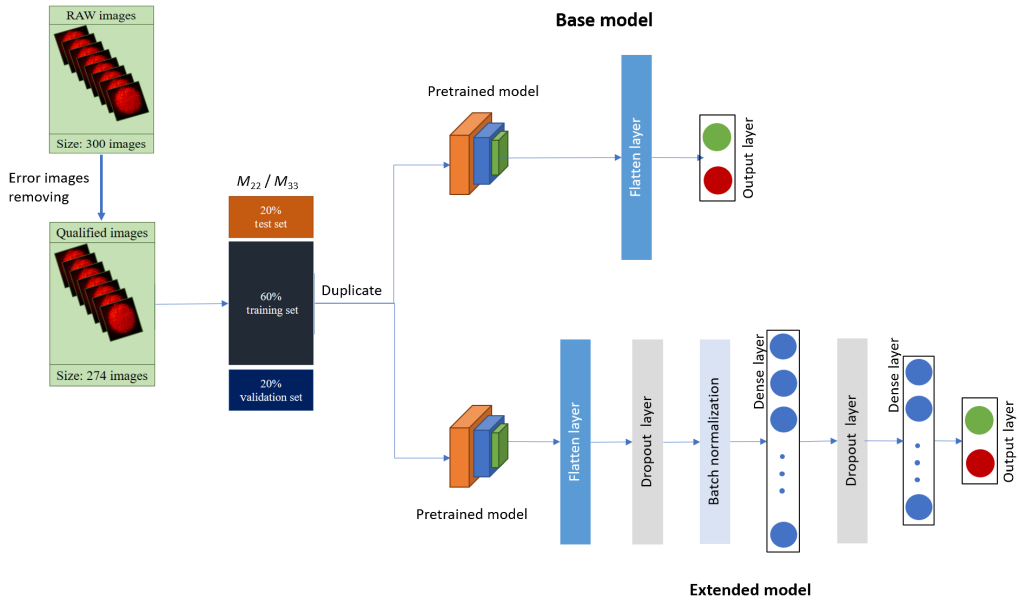 RAW images
Size: 300 images
Error images
removing
Qualified images
Size: 274 images
M22 / M33
20%
test set
60%
training set
20%
validation set
Duplicate
Base model
Pretrained model
Flatten layer
Output layer
Pretrained model
Flatten layer
Dropout layer
Batch normalization
Dense layer
Dropout layer
Dense layer
Output layer
Extended model